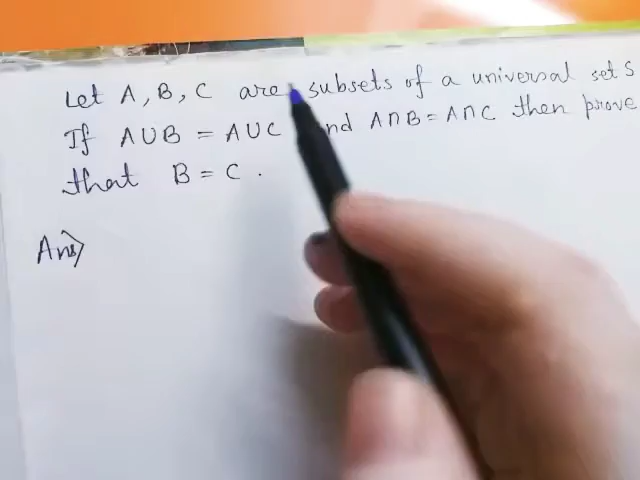 Let A, B, C are subsets of a universal set S
If A∪B = A∪C and A∩B = A∩C then prove
that B = C .
Ans>